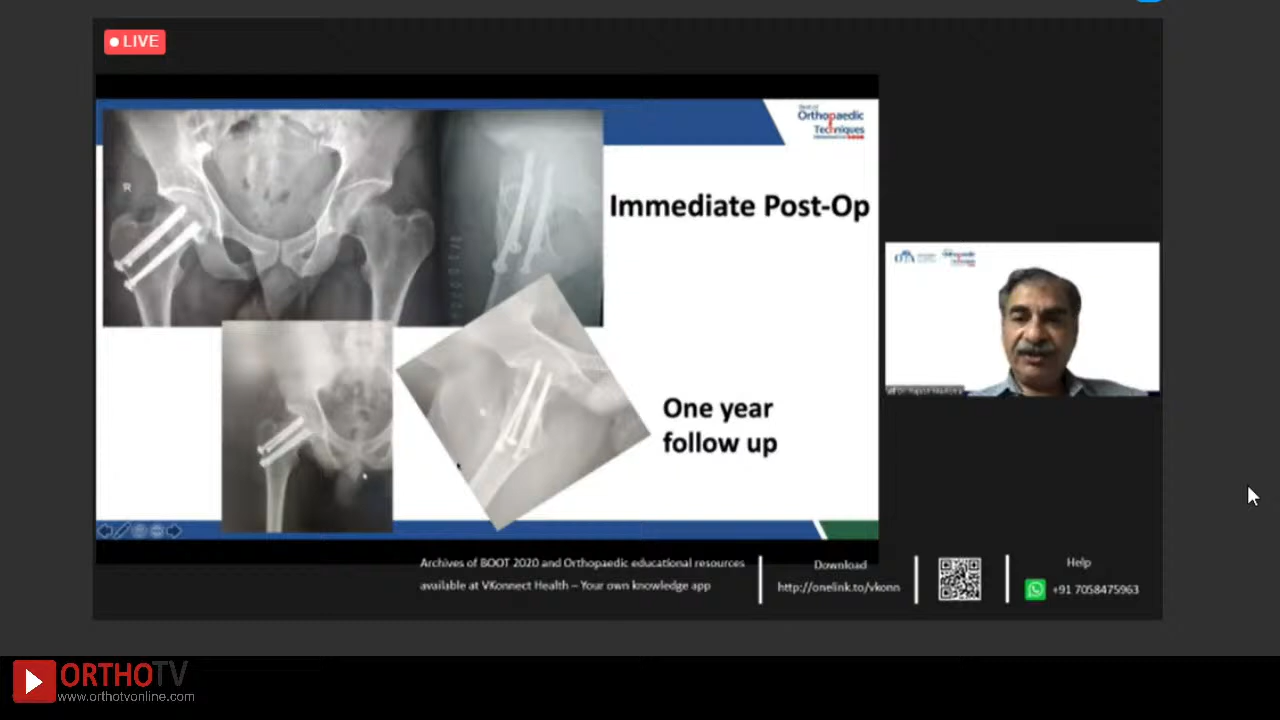 LIVE
Orthopaedic
Techniques
R
Immediate Post-Op
Orthopaedic
One year
follow up
Archives of BOOT 2020 and Orthopaedic educational resources
available at VKonnect Health – Your own knowledge app
Download
http://onelink.to/vkonn
Help
+91 7058475963
ORTHOTV
www.orthotvonline.com